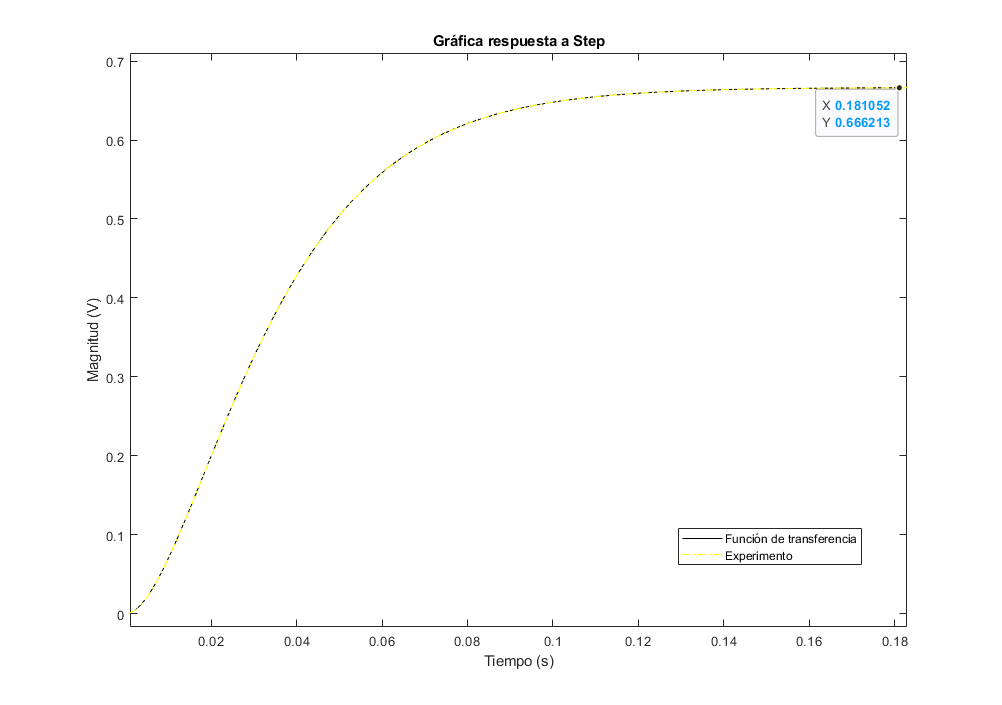 Gráfica respuesta a Step
0.7
0.6
0.5
0.4
0.3
0.2
0.1
0
Magnitud (V)
X 0.181052
Y 0.666213
Función de transferencia
Experimento
0.02 0.04 0.06 0.08 0.1 0.12 0.14 0.16 0.18
Tiempo (s)